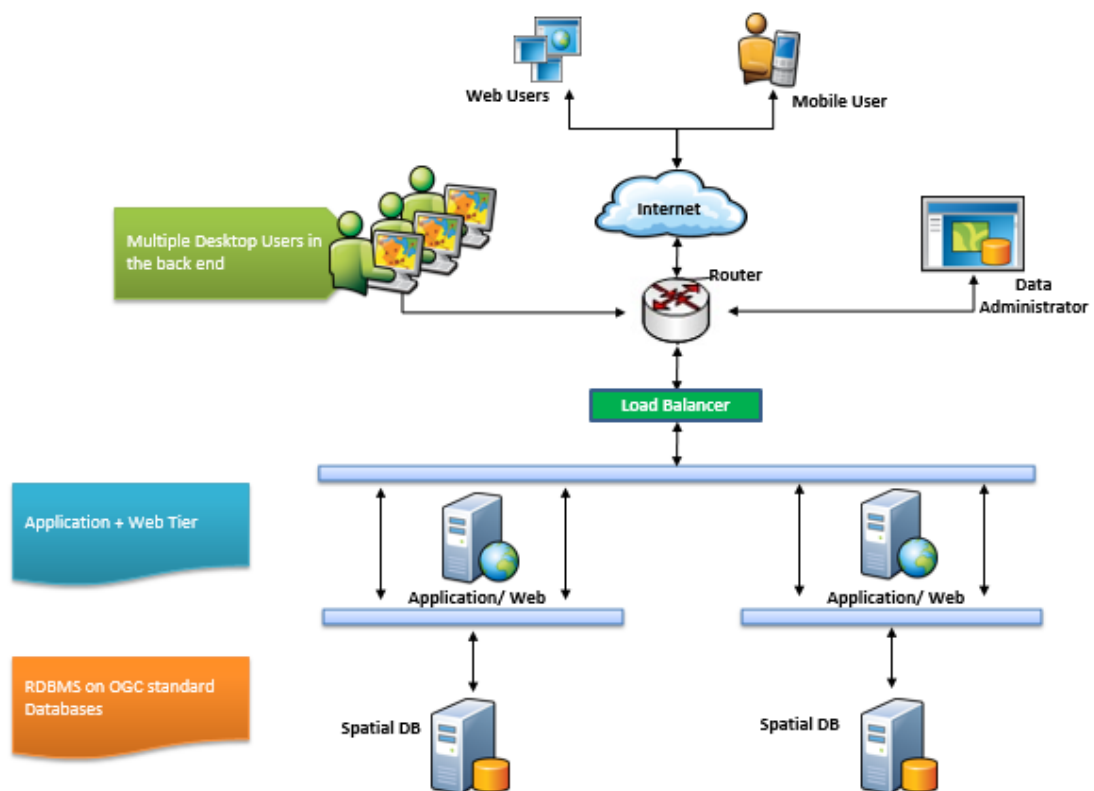 Web Users
Mobile User
Internet
Multiple Desktop Users in
the back end
Router
Data
Administrator
Load Balancer
Application + Web Tier
Application/ Web
Application/ Web
RDBMS on OGC standard
Databases
Spatial DB
Spatial DB